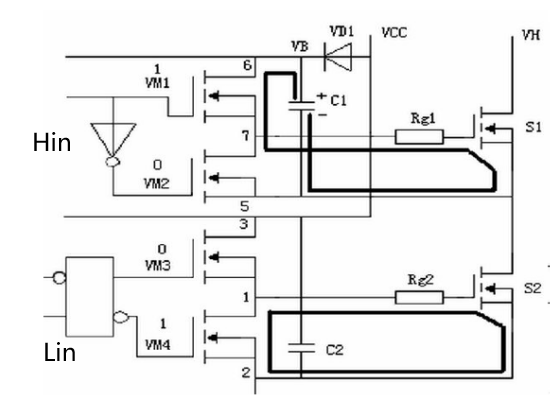 VCC
VH
VD1
VB
1
6
VM1
+
C1
-
Rg1
S1
7
Hin
0
VM2
5
3
0
VM3
Rg2
S2
1
Lin
1
VM4
C2
2